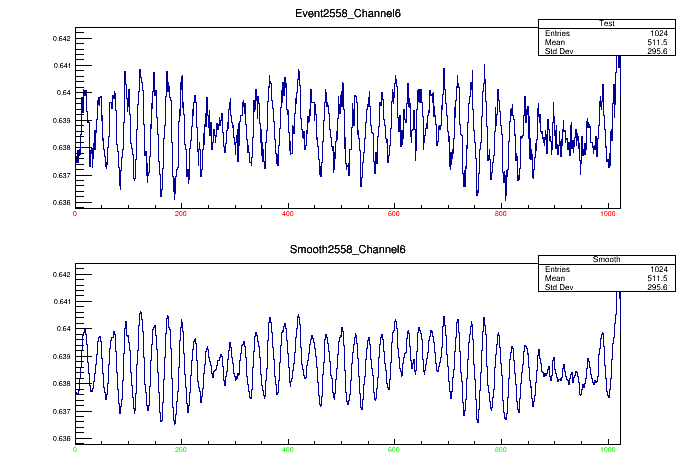 Event2558_Channel6
Test
Entries 1024
Mean 511.5
Std Dev 295.6
0.642
0.641
0.64
0.639
0.638
0.637
0.636
0 200 400 600 800 1000
Smooth2558_Channel6
Smooth
Entries 1024
Mean 511.5
Std Dev 295.6
0.642
0.641
0.64
0.639
0.638
0.637
0.636
0 200 400 600 800 1000